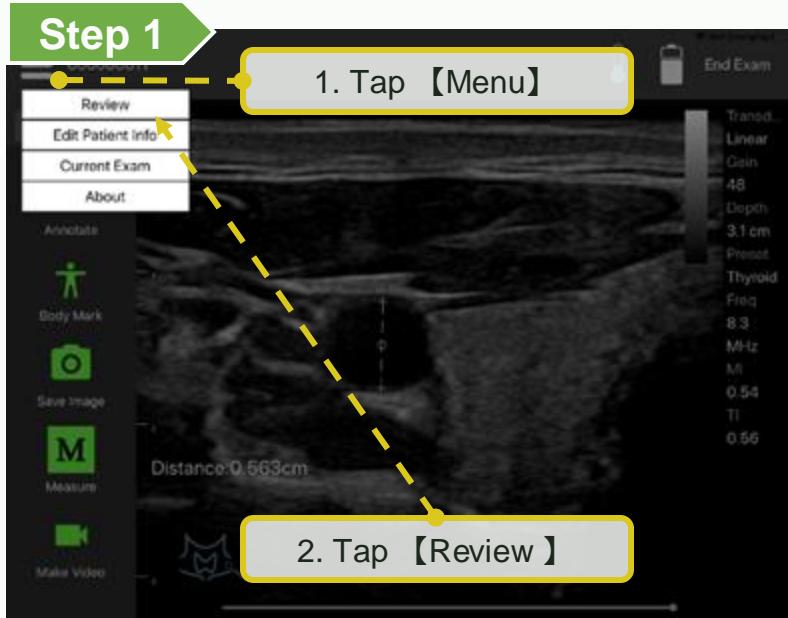 Step 1
1. Tap 【Menu】
End Exam
Review
Edit Patient Info
Current Exam
About
Annotate
Body Mark
Save Image
M
Measure
Make Video
Transd...
Linear
Gain
48
Depth
3.1 cm
Preset
Thyroid
Freq
8.3
MHz
MI
0.54
TI
0.56
Distance:0.563cm
2. Tap 【Review 】